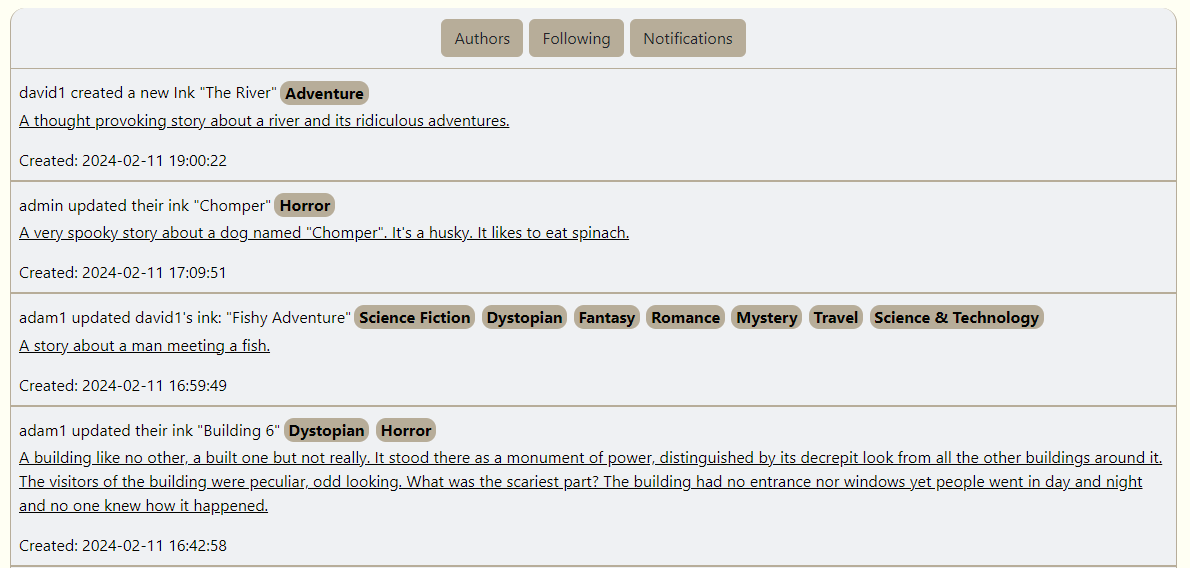 Authors Following Notifications
david1 created a new Ink "The River" Adventure
A thought provoking story about a river and its ridiculous adventures.
Created: 2024-02-11 19:00:22
admin updated their ink "Chomper" Horror
A very spooky story about a dog named "Chomper". It's a husky. It likes to eat spinach.
Created: 2024-02-11 17:09:51
adam1 updated david1's ink: "Fishy Adventure" Science Fiction Dystopian Fantasy Romance Mystery Travel Science & Technology
A story about a man meeting a fish.
Created: 2024-02-11 16:59:49
adam1 updated their ink "Building 6" Dystopian Horror
A building like no other, a built one but not really. It stood there as a monument of power, distinguished by its decrepit look from all the other buildings around it.
The visitors of the building were peculiar, odd looking. What was the scariest part? The building had no entrance nor windows yet people went in day and night
and no one knew how it happened.
Created: 2024-02-11 16:42:58